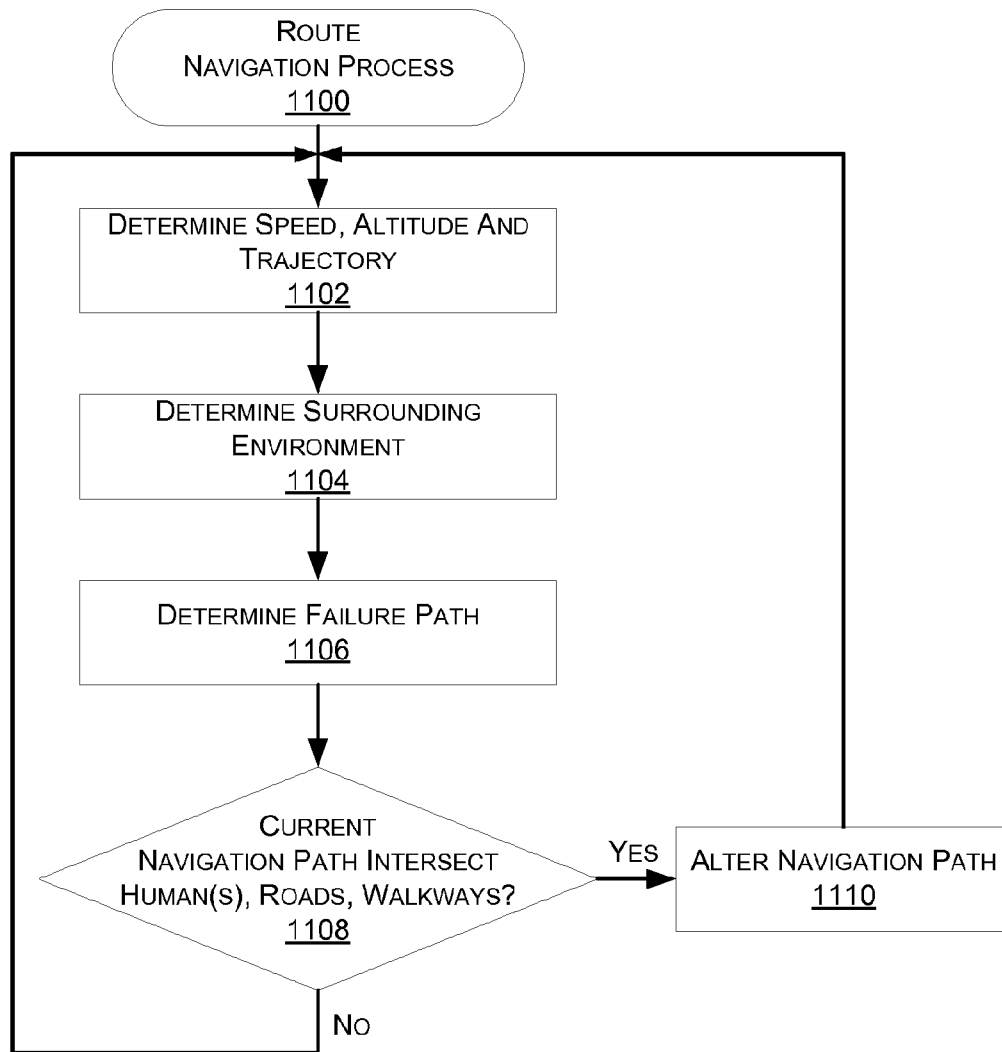 ROUTE
NAVIGATION PROCESS
1100
DETERMINE SPEED, ALTITUDE AND
TRAJECTORY
1102
DETERMINE SURROUNDING
ENVIRONMENT
1104
DETERMINE FAILURE PATH
1106
CURRENT
NAVIGATION PATH INTERSECT
HUMAN(S), ROADS, WALKWAYS?
1108
YES
ALTER NAVIGATION PATH
1110
NO